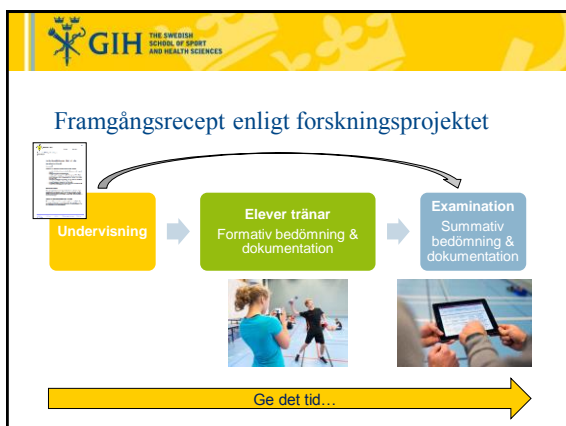 GIH
THE SWEDISH
SCHOOL OF SPORT
AND HEALTH SCIENCES
Framgångsrecept enligt forskningsprojektet
Undervisning
Elever tränar
Formativ bedömning &
dokumentation
Examination
Summativ
bedömning &
dokumentation
Ge det tid…